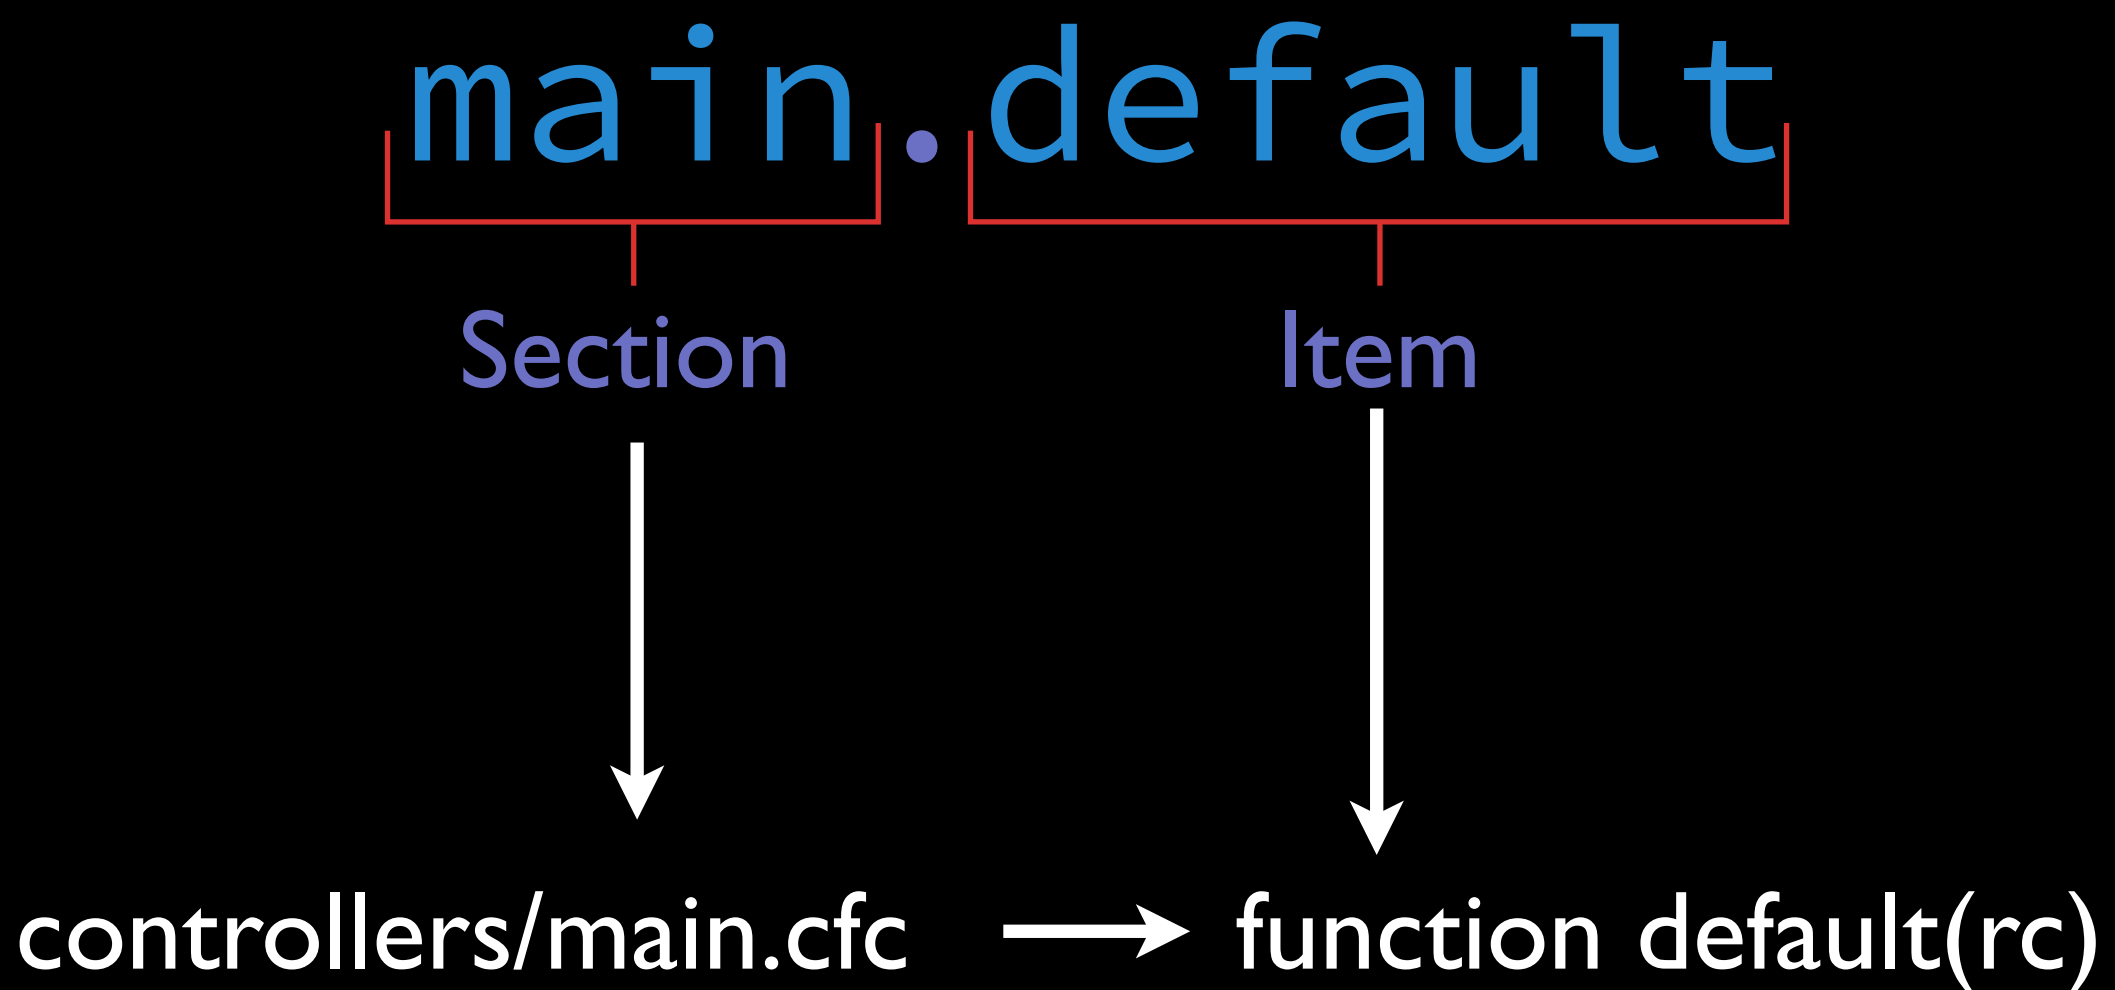 main.default
Section Item
controllers/main.cfc function default(rc)